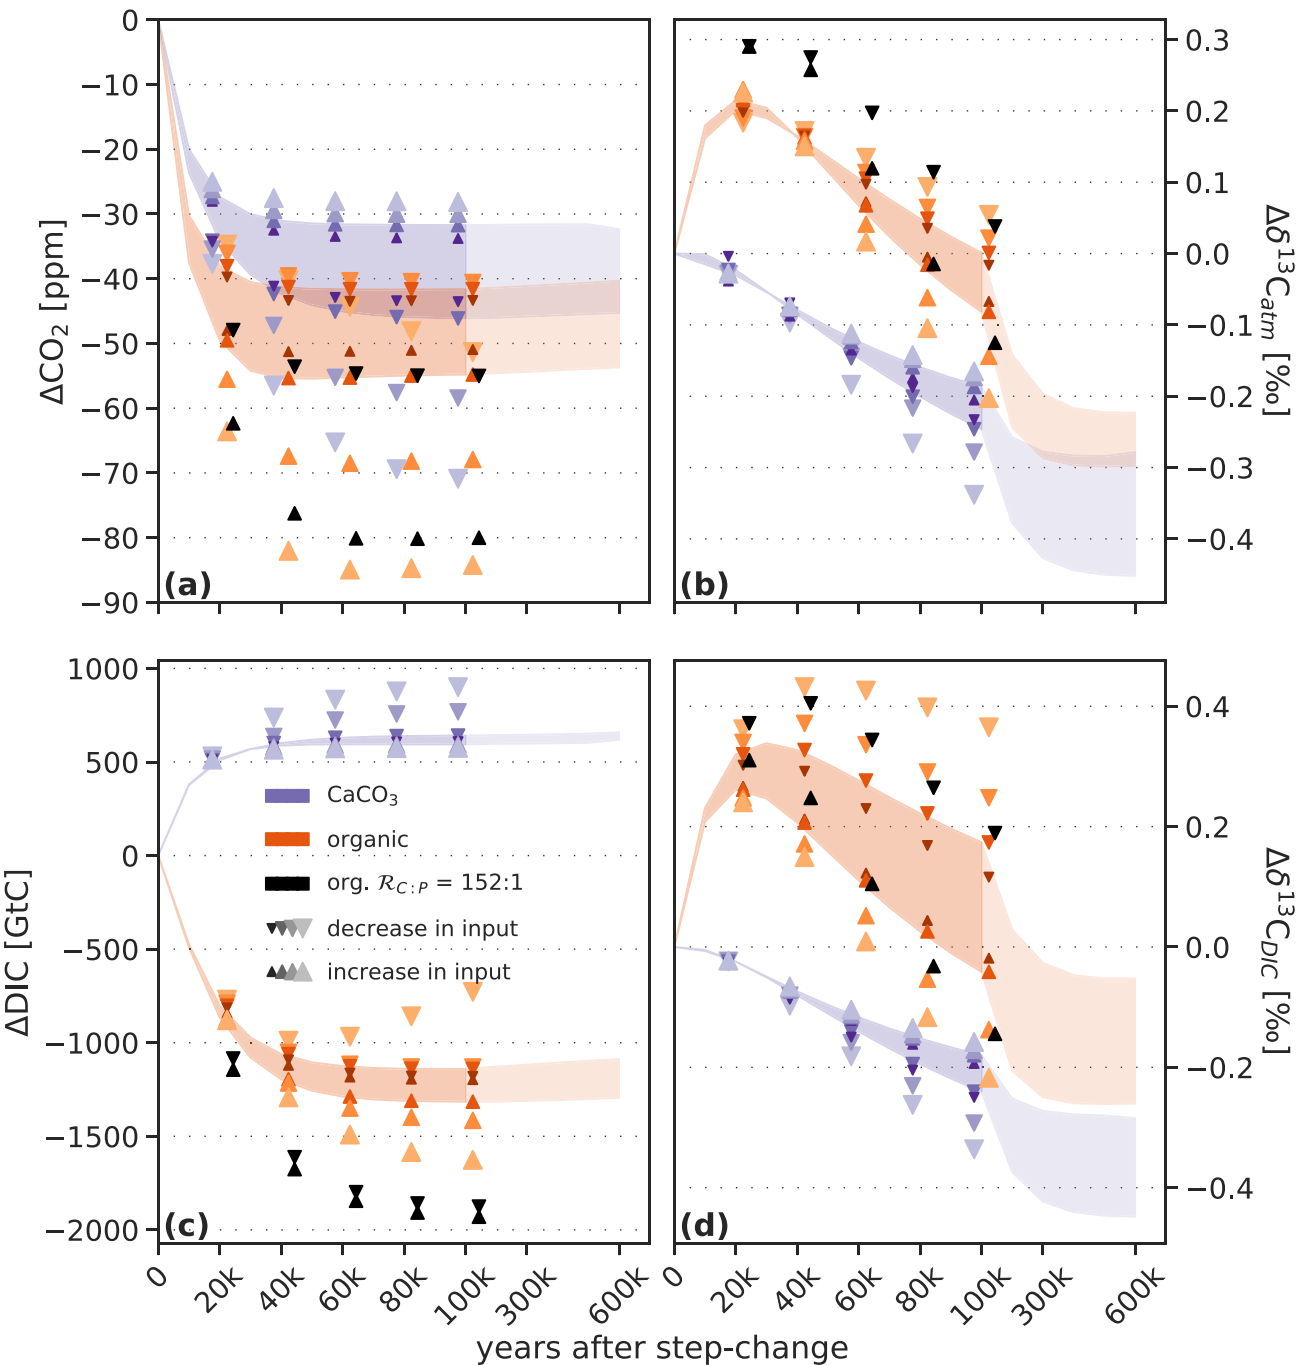 0
−10
−20
−30
−40
−50
−60
−70
−80
−90
ΔCO₂ [ppm]
(a)
0.3
0.2
0.1
0.0
−0.1
−0.2
−0.3
−0.4
Δδ¹³C_atm [‰]
(b)
1000
500
0
−500
−1000
−1500
−2000
ΔDIC [GtC]
CaCO₃
organic
org. ℛ_C:P = 152:1
decrease in input
increase in input
(c)
0.4
0.2
0.0
−0.2
−0.4
Δδ¹³C_DIC [‰]
(d)
0 20k 40k 60k 80k 100k 300k 600k
0 20k 40k 60k 80k 100k 300k 600k
years after step-change